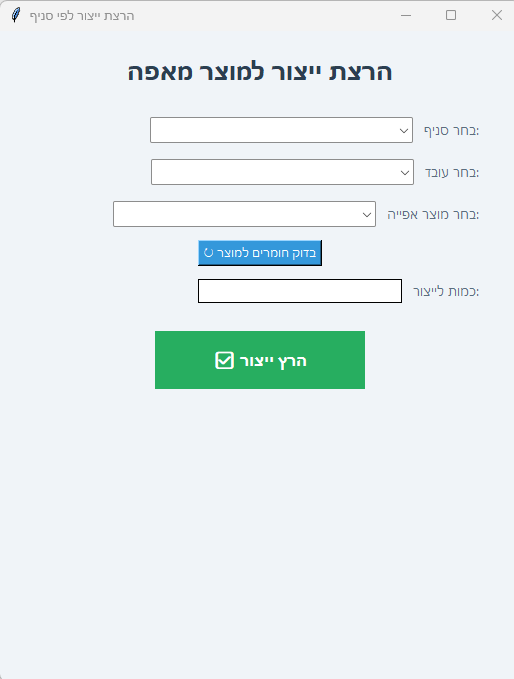 הרצת ייצור לפי סניף
הרצת ייצור למוצר מאפה
:בחר סניף
:בחר עובד
:בחר מוצר אפייה
בדוק חומרים למוצר
:כמות לייצור
הרץ ייצור